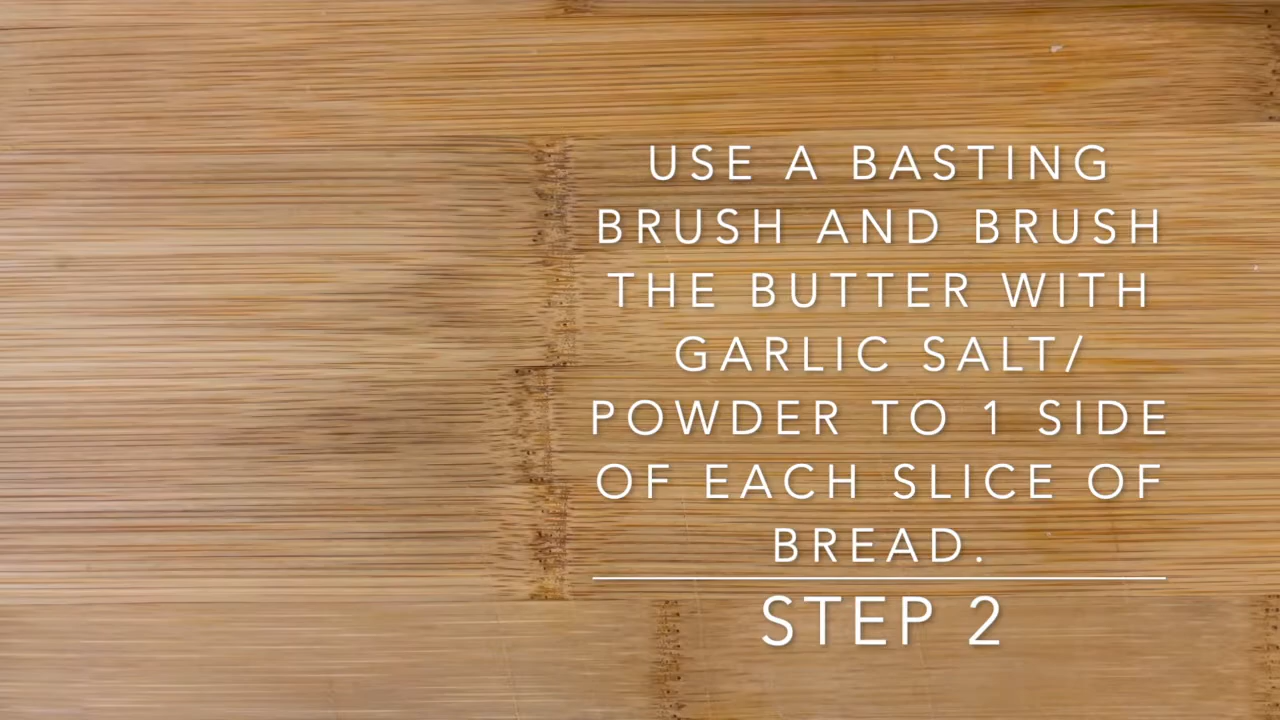 USE A BASTING
BRUSH AND BRUSH
THE BUTTER WITH
GARLIC SALT/
POWDER TO 1 SIDE
OF EACH SLICE OF
BREAD.
STEP 2